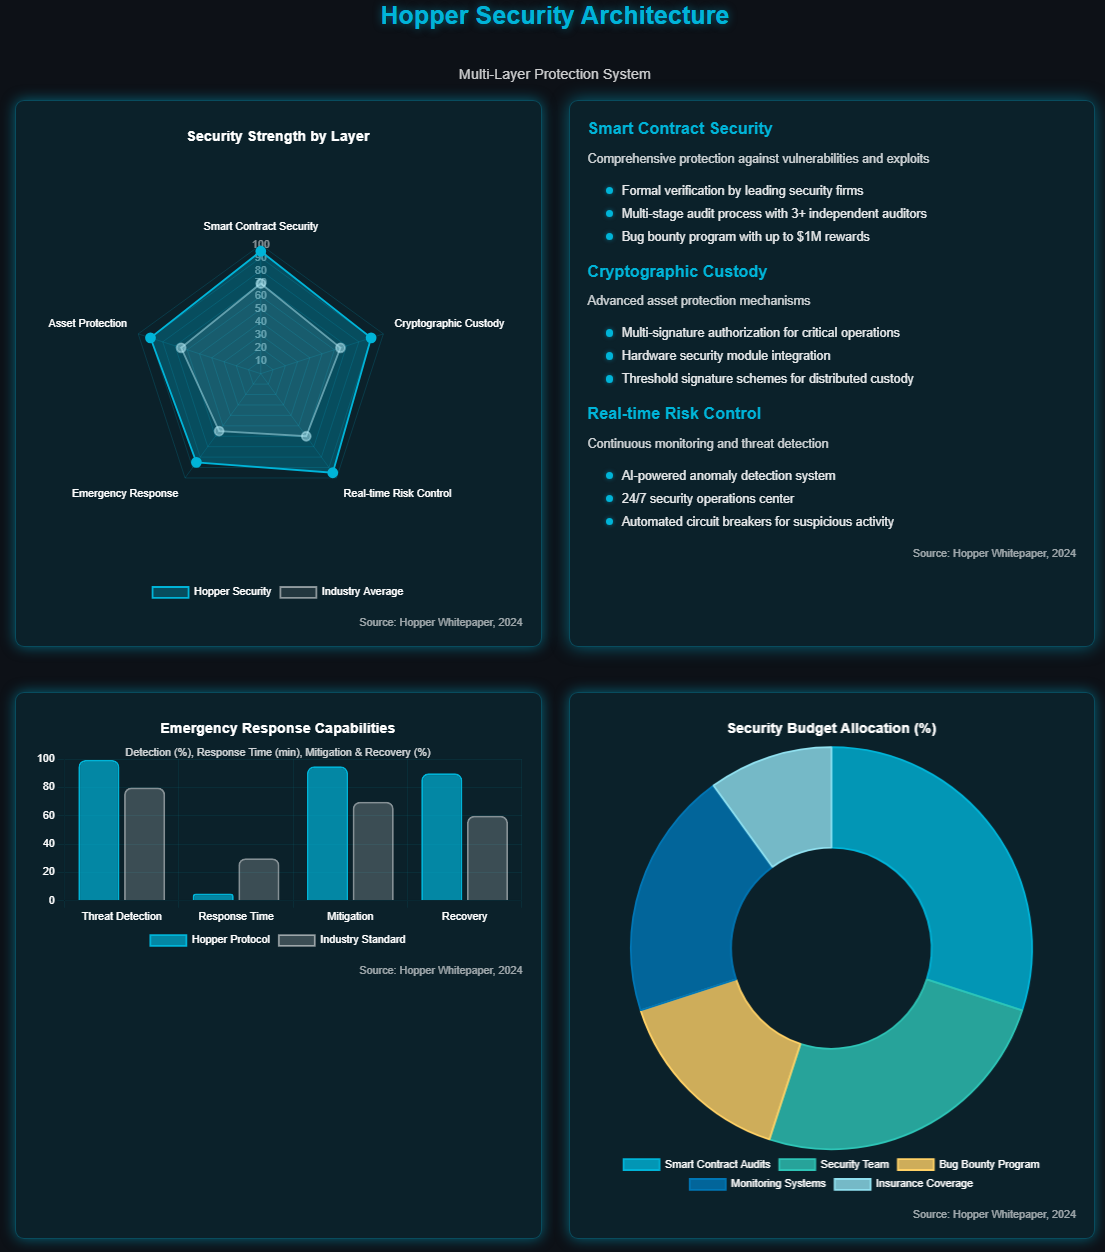 Hopper Security Architecture
Multi-Layer Protection System
Security Strength by Layer
Smart Contract Security
100
90
80
70
60
50
40
30
20
10
Asset Protection
Cryptographic Custody
Emergency Response
Real-time Risk Control
Hopper Security
Industry Average
Source: Hopper Whitepaper, 2024
Smart Contract Security
Comprehensive protection against vulnerabilities and exploits
Formal verification by leading security firms
Multi-stage audit process with 3+ independent auditors
Bug bounty program with up to $1M rewards
Cryptographic Custody
Advanced asset protection mechanisms
Multi-signature authorization for critical operations
Hardware security module integration
Threshold signature schemes for distributed custody
Real-time Risk Control
Continuous monitoring and threat detection
AI-powered anomaly detection system
24/7 security operations center
Automated circuit breakers for suspicious activity
Source: Hopper Whitepaper, 2024
Emergency Response Capabilities
Detection (%), Response Time (min), Mitigation & Recovery (%)
100
80
60
40
20
0
Threat Detection
Response Time
Mitigation
Recovery
Hopper Protocol
Industry Standard
Source: Hopper Whitepaper, 2024
Security Budget Allocation (%)
Smart Contract Audits
Security Team
Bug Bounty Program
Monitoring Systems
Insurance Coverage
Source: Hopper Whitepaper, 2024